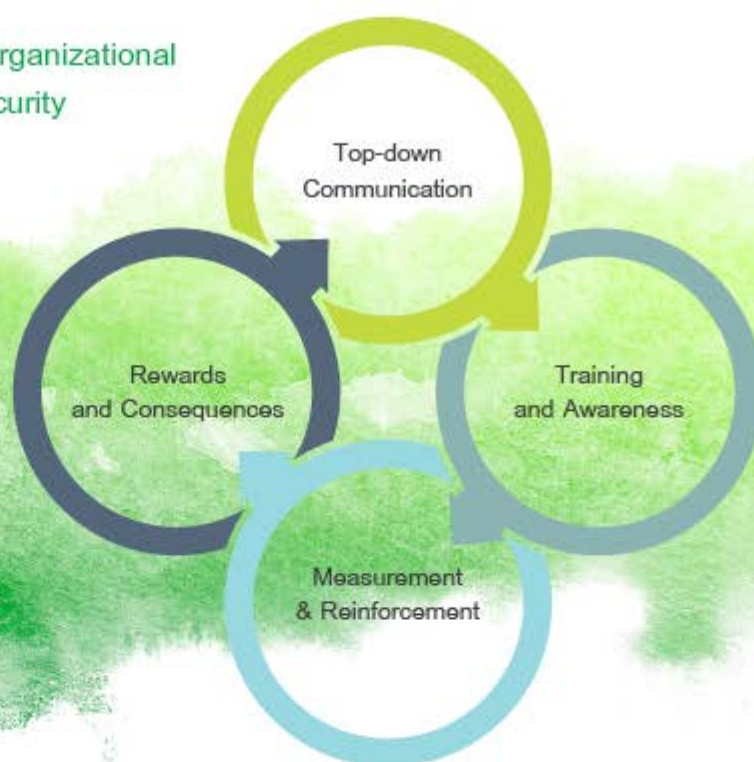 rganizational
curity
Top-down
Communication
Rewards
and Consequences
Training
and Awareness
Measurement
& Reinforcement